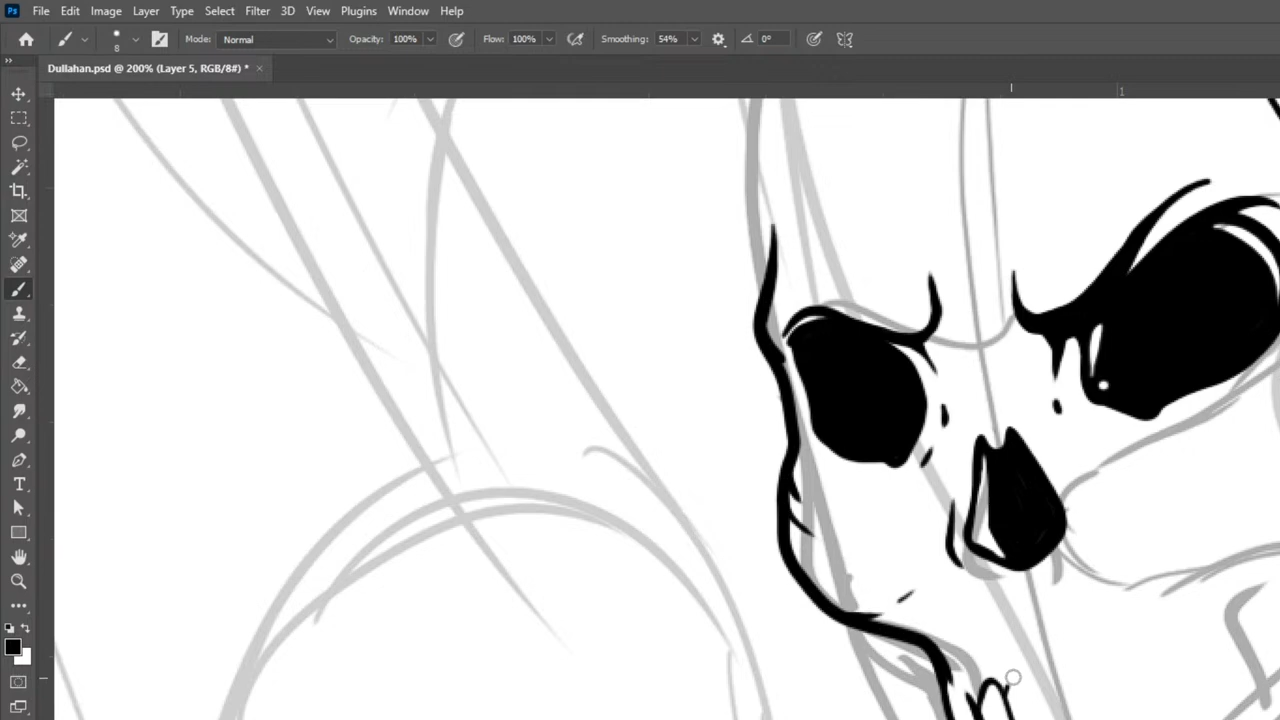 Ps File Edit Image Layer Type Select Filter 3D View Plugins Window Help
8 Mode: Normal Opacity: 100% Flow: 100% Smoothing: 54% 0°
Dullahan.psd @ 200% (Layer 5, RGB/8#) * ×
1
T